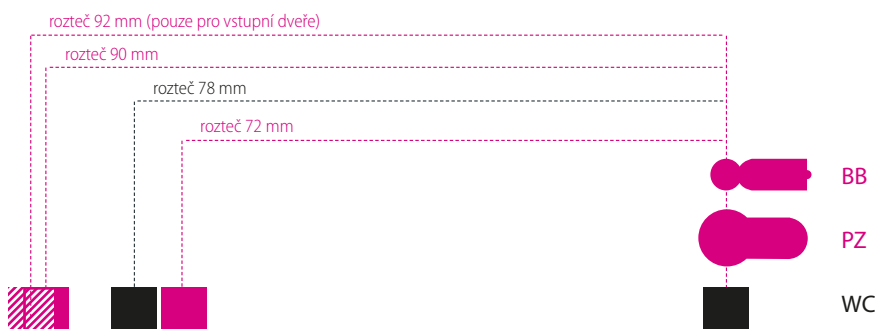 rozteč 92 mm (pouze pro vstupní dveře)
rozteč 90 mm
rozteč 78 mm
rozteč 72 mm
BB
PZ
WC